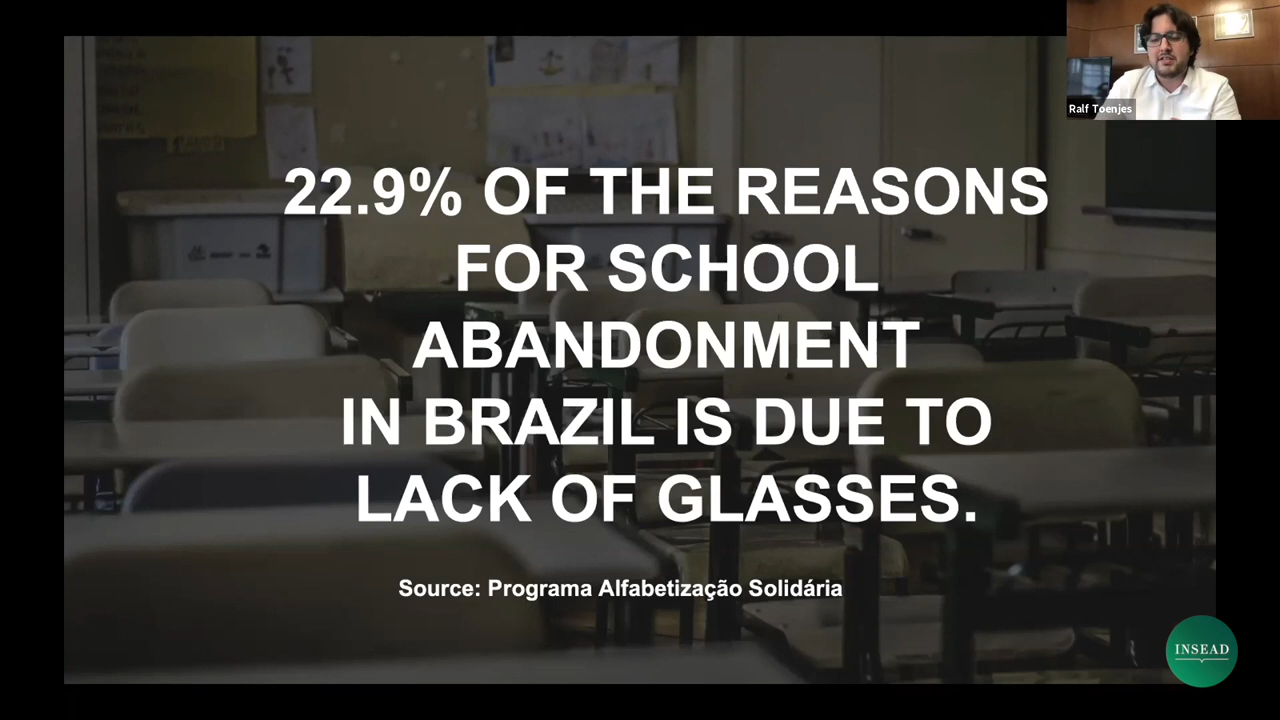 Ralf Toenjes
22.9% OF THE REASONS
FOR SCHOOL
ABANDONMENT
IN BRAZIL IS DUE TO
LACK OF GLASSES.
Source: Programa Alfabetização Solidária
INSEAD